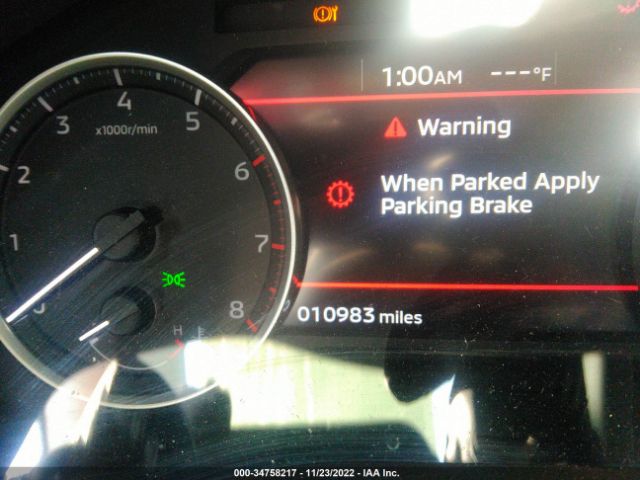 1:00AM ---°F
Warning
When Parked Apply
Parking Brake
010983 miles
x1000r/min
1
2
3
4
5
6
7
8
H
000-34758217 - 11/23/2022 - IAA Inc.